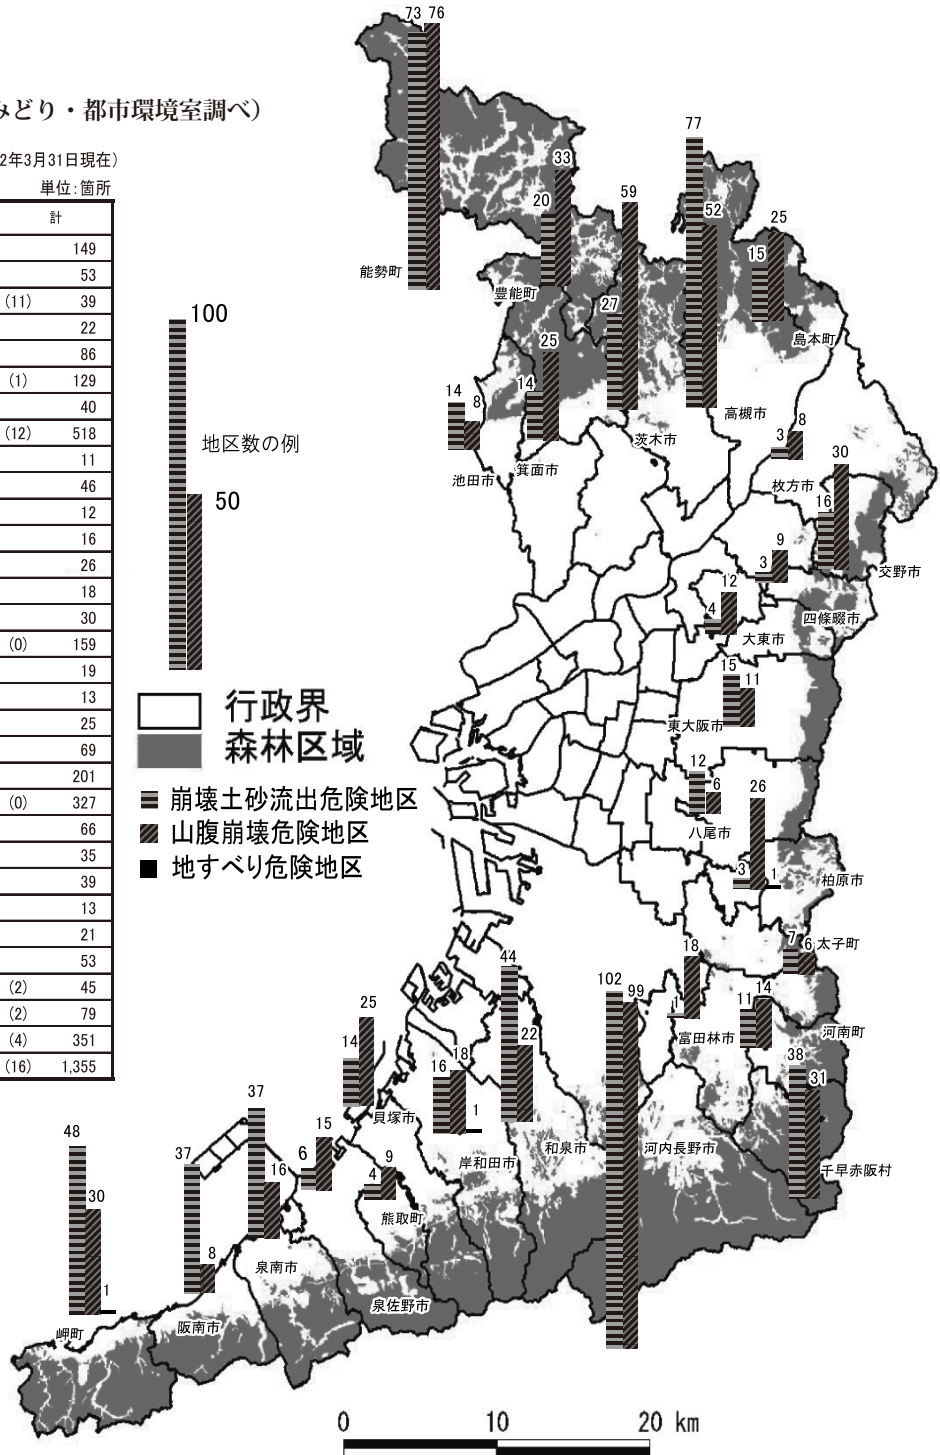 みどり・都市環境室調べ）
2年3月31日現在）
単位：箇所
計
149
53
(11) 39
22
86
(1) 129
40
(12) 518
11
46
12
16
26
18
30
(0) 159
19
13
25
69
201
(0) 327
66
35
39
13
21
53
(2) 45
(2) 79
(4) 351
(16) 1,355
100
地区数の例
50
行政界
森林区域
崩壊土砂流出危険地区
山腹崩壊危険地区
地すべり危険地区
73 76
能勢町
20 33
豊能町
14 8
池田市
14 25
箕面市
27 59
茨木市
77 52
高槻市
15 25
島本町
3 8
枚方市
16 30
交野市
3 9
四條畷市
4 12
大東市
15 11
東大阪市
12 6
八尾市
3 26 1
柏原市
7 6
太子町
11 14
河南町
1 18
富田林市
38 31
千早赤阪村
102 99
河内長野市
44 22
和泉市
16 18 1
岸和田市
14 25
貝塚市
4 9
熊取町
6 15
泉佐野市
37 16
泉南市
37 8
阪南市
48 30 1
岬町
0 10 20 km